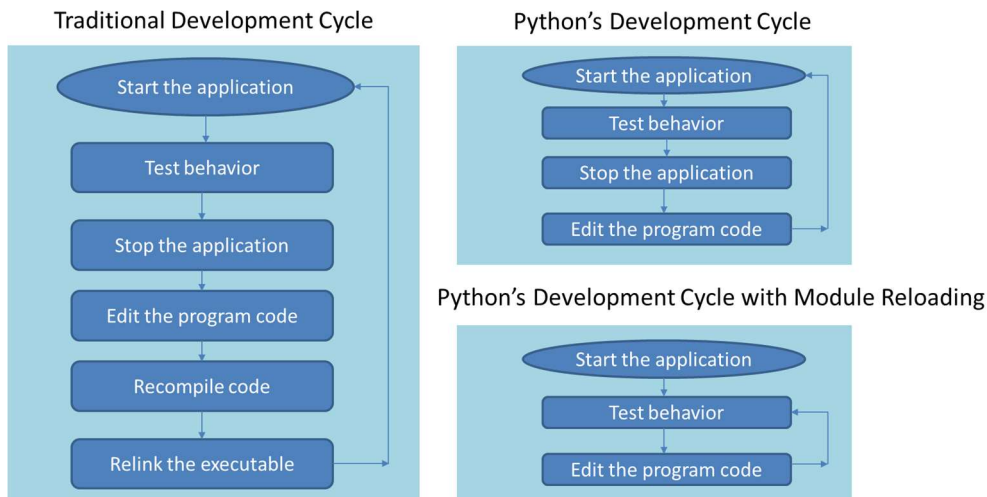 Traditional Development Cycle
Start the application
Test behavior
Stop the application
Edit the program code
Recompile code
Relink the executable
Python’s Development Cycle
Start the application
Test behavior
Stop the application
Edit the program code
Python’s Development Cycle with Module Reloading
Start the application
Test behavior
Edit the program code